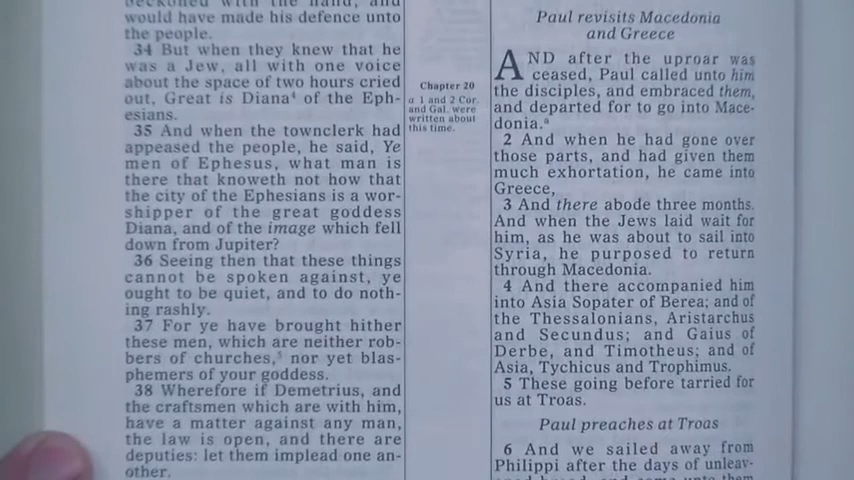 beckoned with the hand, and
would have made his defence unto
the people.
34 But when they knew that he
was a Jew, all with one voice
about the space of two hours cried
out, Great is Diana⁴ of the Eph-
esians.
35 And when the townclerk had
appeased the people, he said, Ye
men of Ephesus, what man is
there that knoweth not how that
the city of the Ephesians is a wor-
shipper of the great goddess
Diana, and of the image which fell
down from Jupiter?
36 Seeing then that these things
cannot be spoken against, ye
ought to be quiet, and to do noth-
ing rashly.
37 For ye have brought hither
these men, which are neither rob-
bers of churches,⁵ nor yet blas-
phemers of your goddess.
38 Wherefore if Demetrius, and
the craftsmen which are with him,
have a matter against any man,
the law is open, and there are
deputies: let them implead one an-
other.
Chapter 20
a 1 and 2 Cor.
and Gal. were
written about
this time.
Paul revisits Macedonia
and Greece
AND after the uproar was
ceased, Paul called unto him
the disciples, and embraced them,
and departed for to go into Mace-
donia.ᵃ
2 And when he had gone over
those parts, and had given them
much exhortation, he came into
Greece,
3 And there abode three months.
And when the Jews laid wait for
him, as he was about to sail into
Syria, he purposed to return
through Macedonia.
4 And there accompanied him
into Asia Sopater of Berea; and of
the Thessalonians, Aristarchus
and Secundus; and Gaius of
Derbe, and Timotheus; and of
Asia, Tychicus and Trophimus.
5 These going before tarried for
us at Troas.
Paul preaches at Troas
6 And we sailed away from
Philippi after the days of unleav-
ened bread, and came unto them